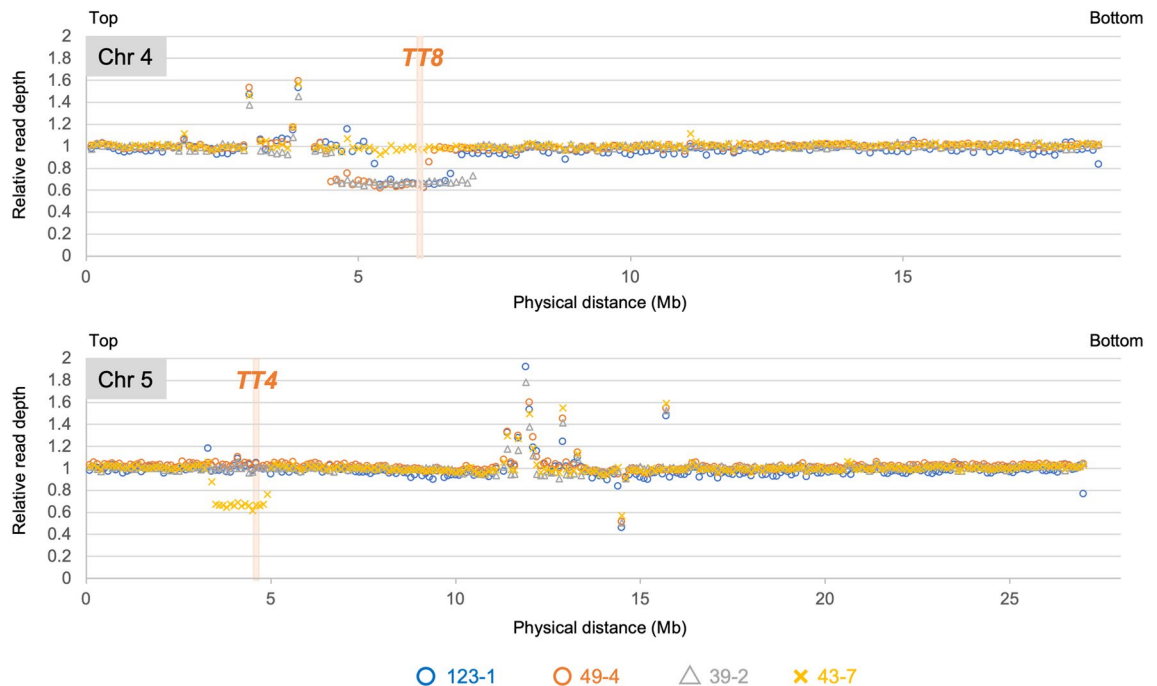 Top Bottom
Chr 4
TT8
Relative read depth
2
1.8
1.6
1.4
1.2
1
0.8
0.6
0.4
0.2
0
0 5 10 15
Physical distance (Mb)
Top Bottom
Chr 5
TT4
Relative read depth
2
1.8
1.6
1.4
1.2
1
0.8
0.6
0.4
0.2
0
0 5 10 15 20 25
Physical distance (Mb)
123-1 49-4 39-2 43-7